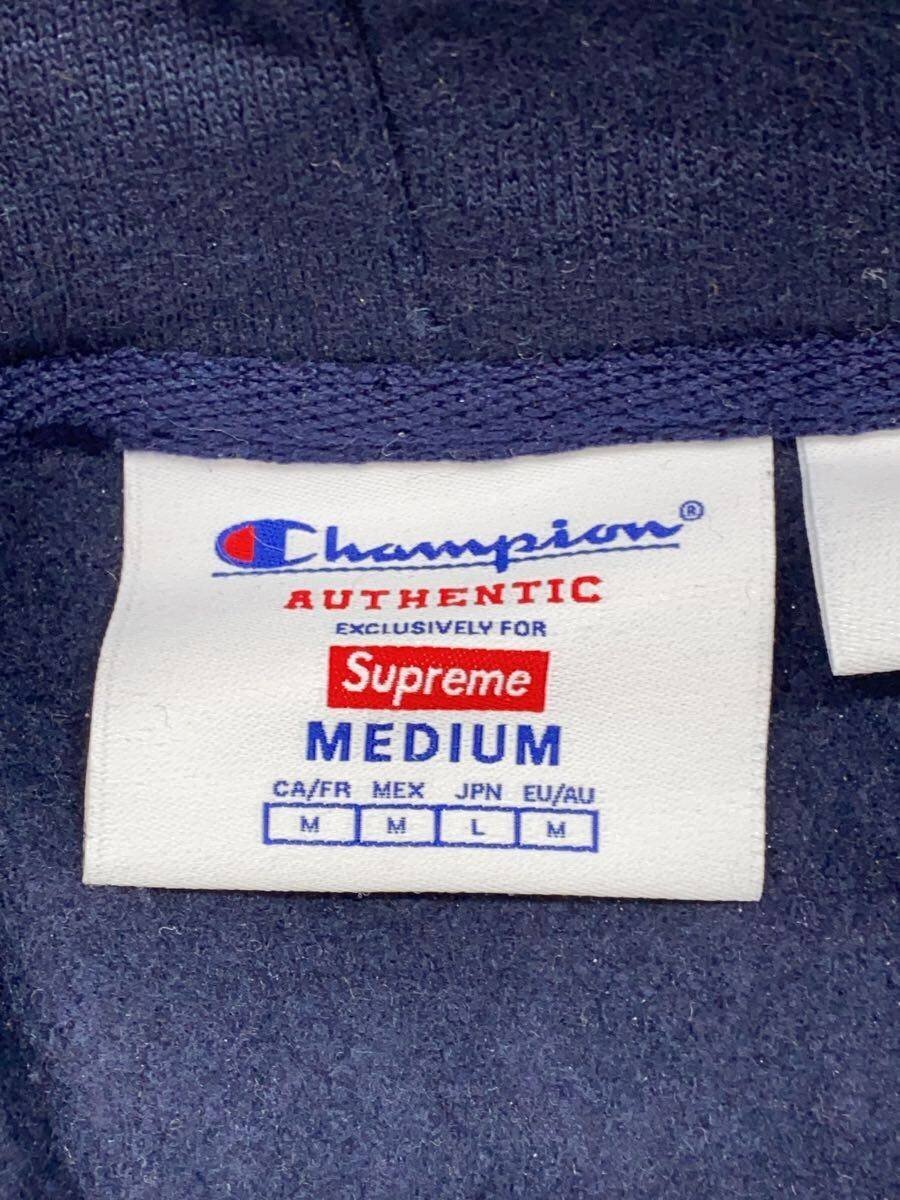 Champion®
AUTHENTIC
EXCLUSIVELY FOR
Supreme
MEDIUM
CA/FR MEX JPN EU/AU
M M L M